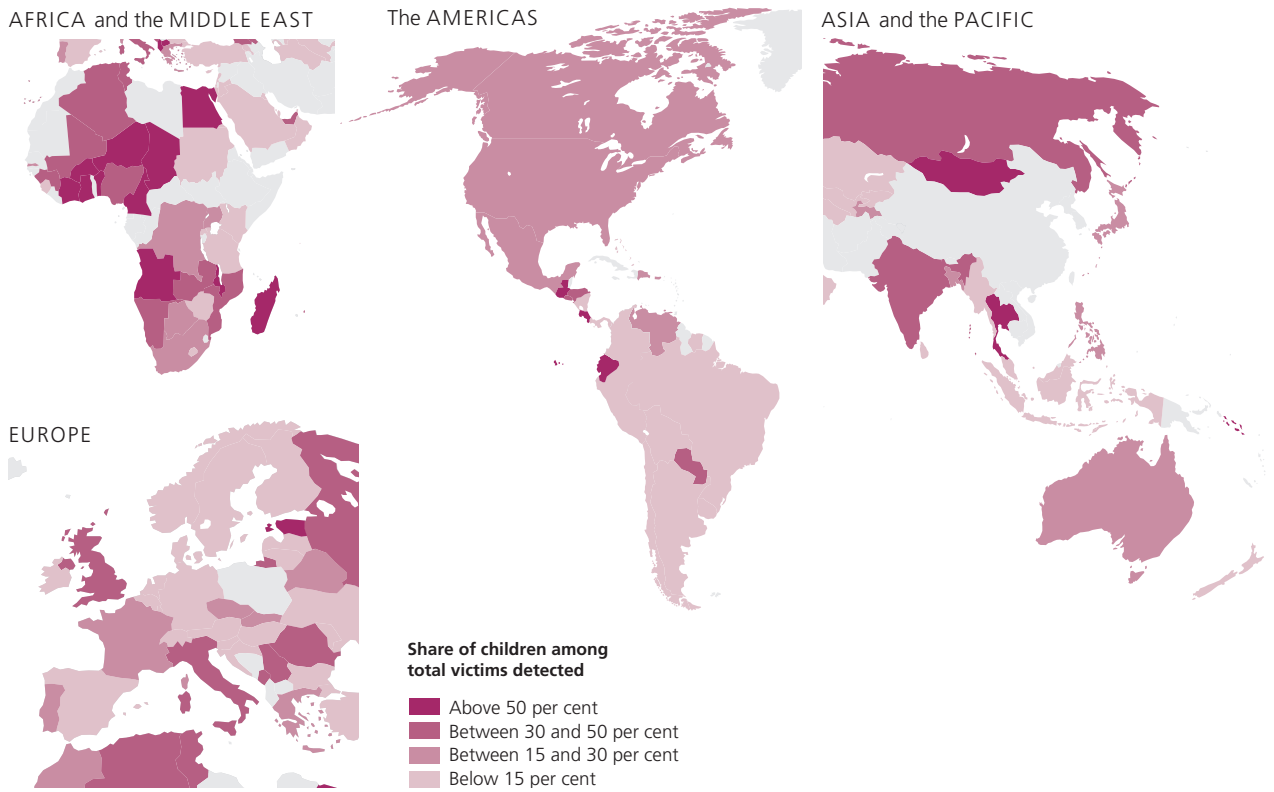 AFRICA and the MIDDLE EAST
The AMERICAS
ASIA and the PACIFIC
EUROPE
Share of children among
total victims detected
Above 50 per cent
Between 30 and 50 per cent
Between 15 and 30 per cent
Below 15 per cent